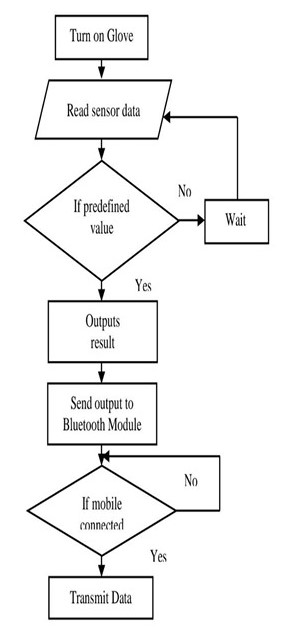 Turn on Glove
Read sensor data
No
If predefined
value
Wait
Yes
Outputs
result
Send output to
Bluetooth Module
No
If mobile
connected
Yes
Transmit Data